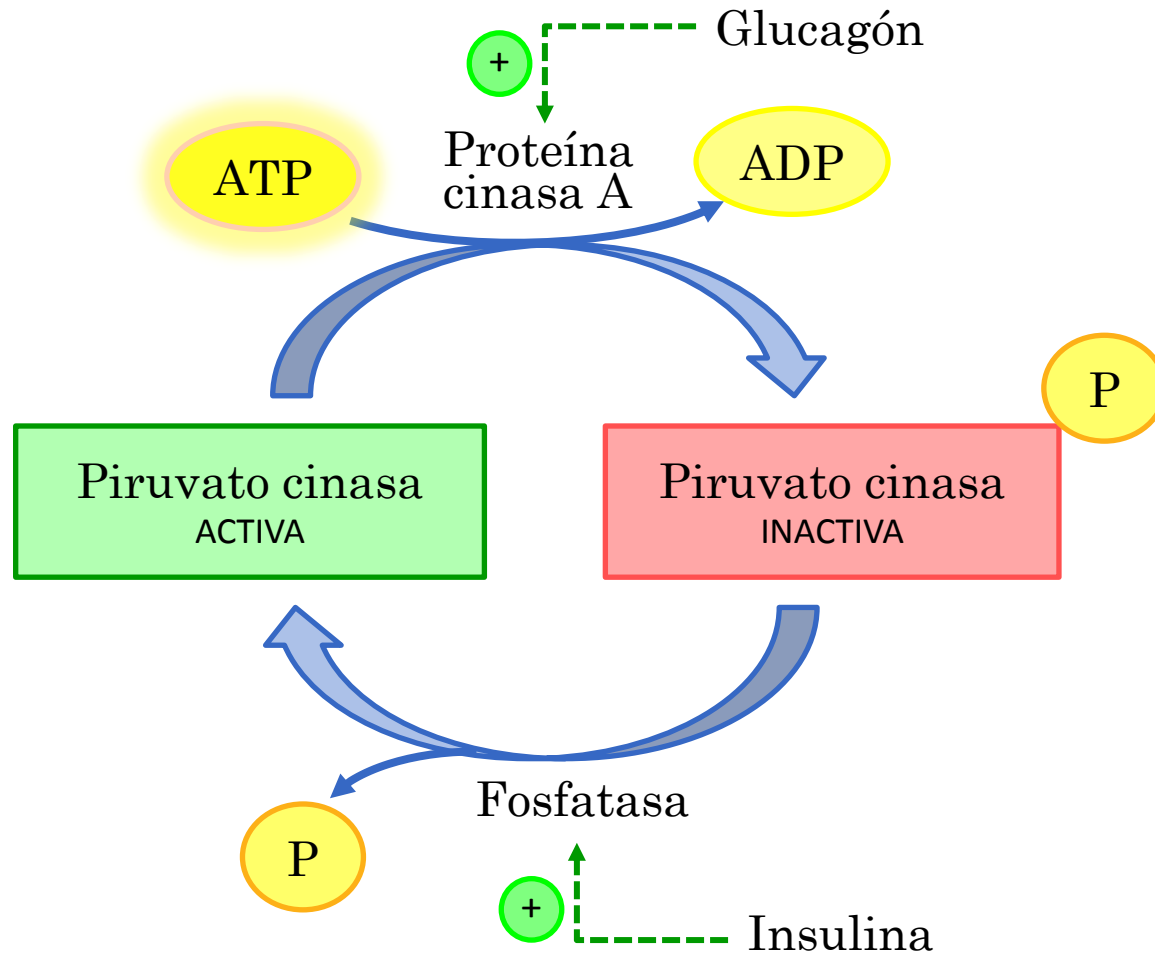 Glucagón
+
ATP
Proteína
cinasa A
ADP
P
Piruvato cinasa
ACTIVA
Piruvato cinasa
INACTIVA
Fosfatasa
P
+
Insulina